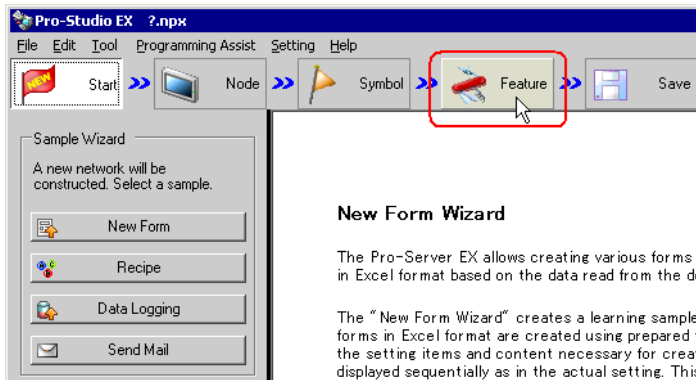 Pro-Studio EX ?.npx
File Edit Tool Programming Assist Setting Help
NEW Start Node Symbol Feature Save
Sample Wizard
A new network will be
constructed. Select a sample.
New Form
Recipe
Data Logging
Send Mail
New Form Wizard
The Pro-Server EX allows creating various forms
in Excel format based on the data read from the d
The "New Form Wizard" creates a learning sample
forms in Excel format are created using prepared
the setting items and content necessary for crea
displayed sequentially as in the actual setting. This